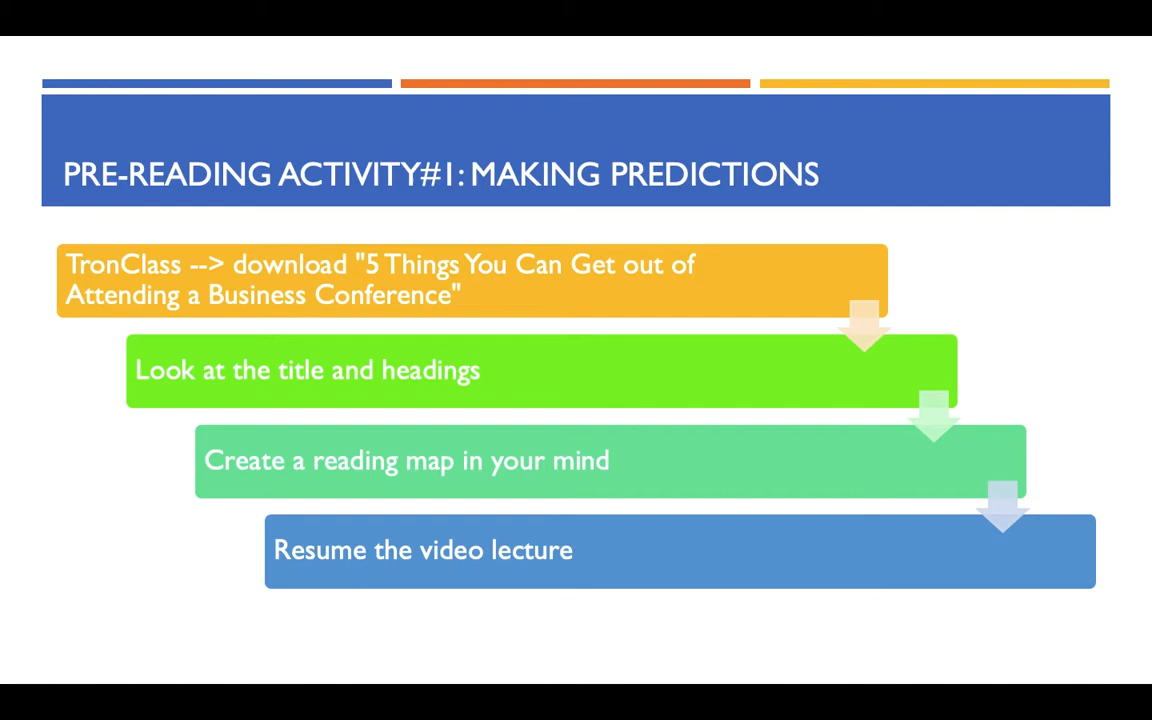 PRE-READING ACTIVITY#1: MAKING PREDICTIONS
TronClass --> download "5 Things You Can Get out of
Attending a Business Conference"
Look at the title and headings
Create a reading map in your mind
Resume the video lecture